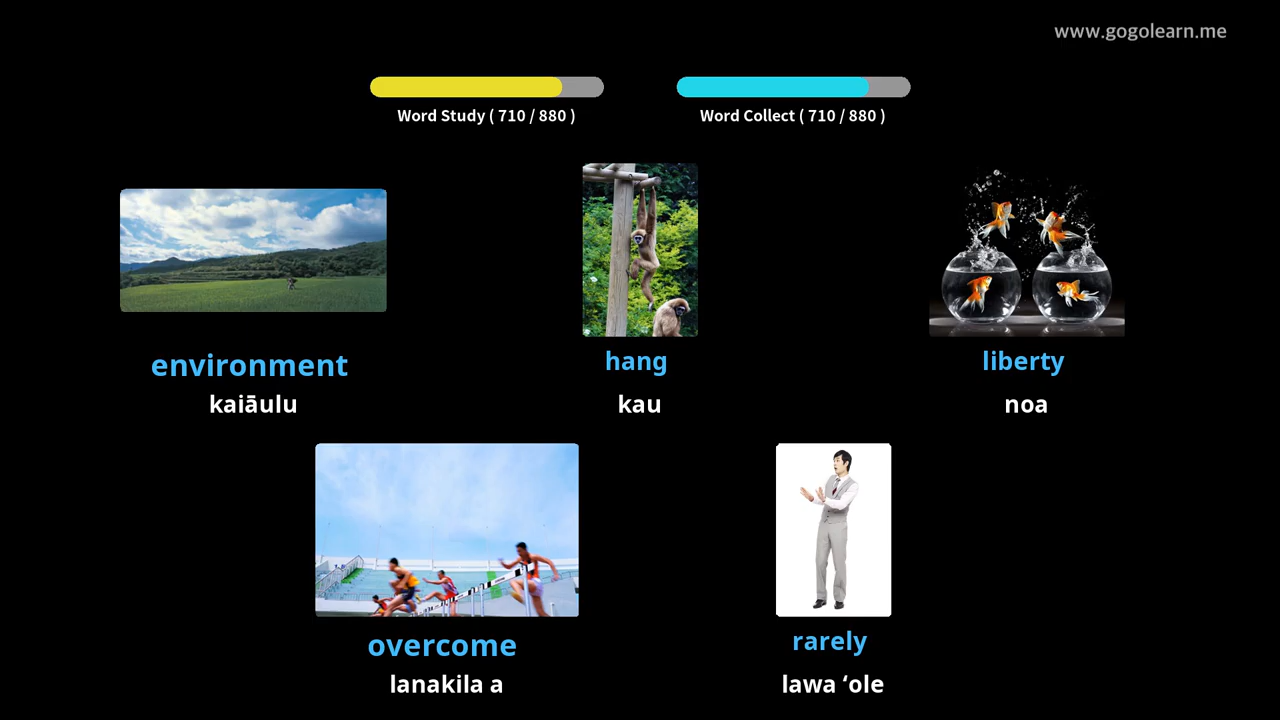 www.gogolearn.me
Word Study ( 710 / 880 )
Word Collect ( 710 / 880 )
environment
kaiāulu
hang
kau
liberty
noa
overcome
lanakila a
rarely
lawa ʻole